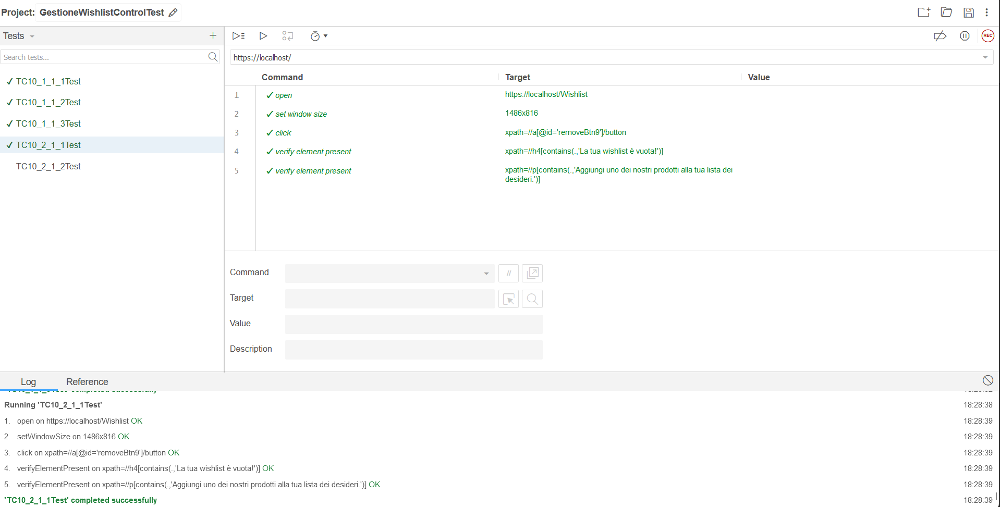 Project: GestioneWishlistControlTest
REC
Tests
Search tests...
https://localhost/
TC10_1_1_1Test
TC10_1_1_2Test
TC10_1_1_3Test
TC10_2_1_1Test
TC10_2_1_2Test
Command Target Value
1 open https://localhost/Wishlist
2 set window size 1486x816
3 click xpath=//a[@id='removeBtn9']/button
4 verify element present xpath=//h4[contains(.,'La tua wishlist è vuota!')]
5 verify element present xpath=//p[contains(.,'Aggiungi uno dei nostri prodotti alla tua lista dei
desideri.')]
Command //
Target
Value
Description
Log Reference
completed successfully
Running 'TC10_2_1_1Test' 18:28:38
1. open on https://localhost/Wishlist OK 18:28:39
2. setWindowSize on 1486x816 OK 18:28:39
3. click on xpath=//a[@id='removeBtn9']/button OK 18:28:39
4. verifyElementPresent on xpath=//h4[contains(.,'La tua wishlist è vuota!')] OK 18:28:39
5. verifyElementPresent on xpath=//p[contains(.,'Aggiungi uno dei nostri prodotti alla tua lista dei desideri.')] OK 18:28:39
'TC10_2_1_1Test' completed successfully 18:28:39